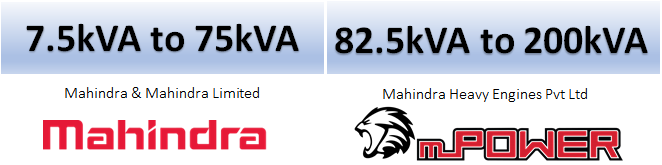 7.5kVA to 75kVA
Mahindra & Mahindra Limited
Mahindra
82.5kVA to 200kVA
Mahindra Heavy Engines Pvt Ltd
mPOWER